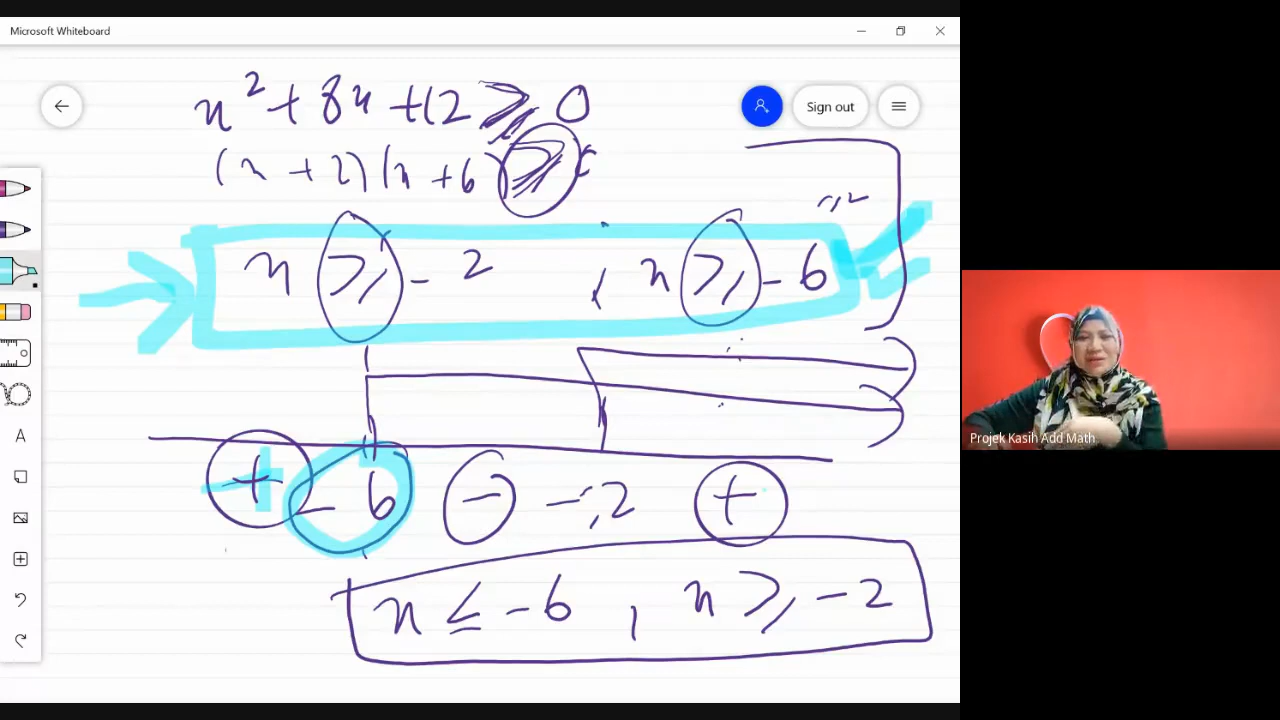 Microsoft Whiteboard
Sign out
x² + 8x + 12 ≥ 0
(x + 2)(x + 6) ≥
x ≥ -2 , x ≥ -6
+ -6 - -2 +
x ≤ -6 , x ≥ -2
A
Projek Kasih Add Math